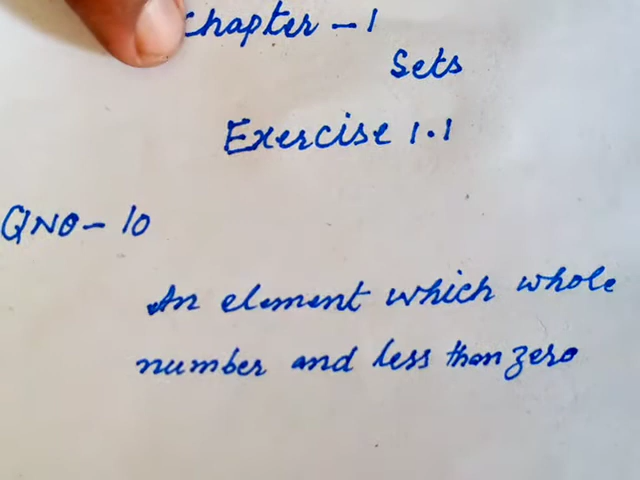 Chapter - 1
Sets
Exercise 1.1
QNO - 10
An element which whole
number and less than zero